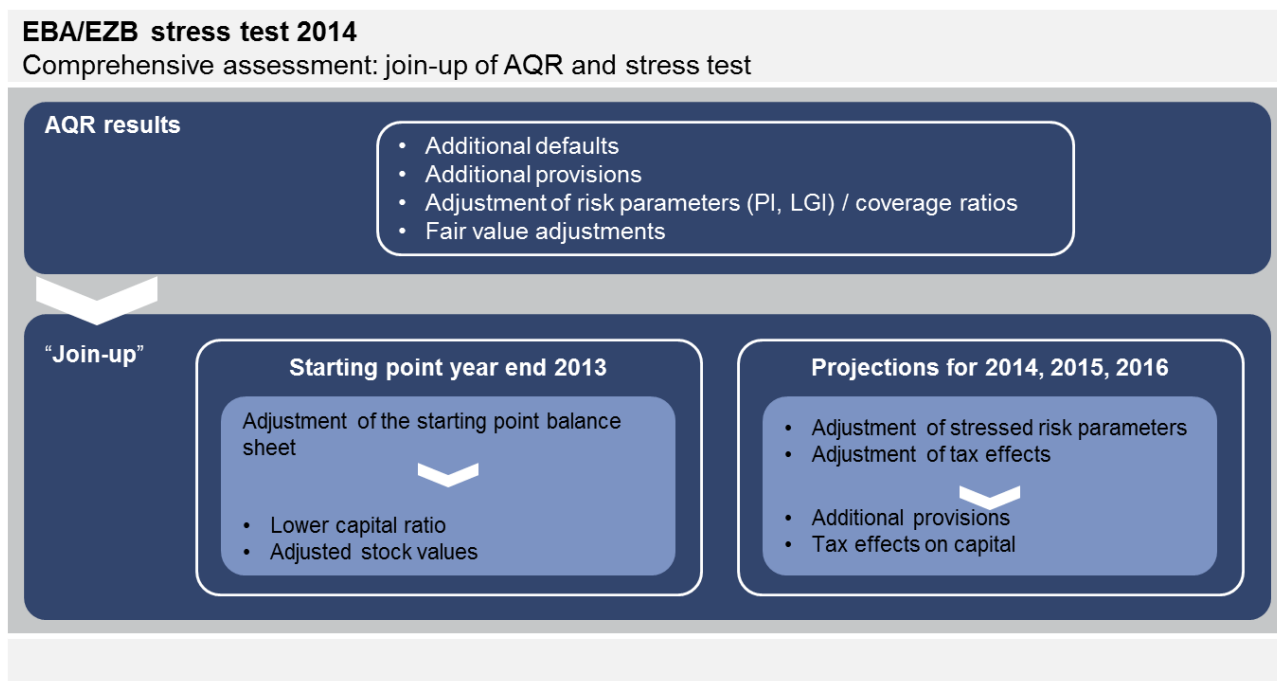 EBA/EZB stress test 2014
Comprehensive assessment: join-up of AQR and stress test
AQR results
• Additional defaults
• Additional provisions
• Adjustment of risk parameters (PI, LGI) / coverage ratios
• Fair value adjustments
“Join-up”
Starting point year end 2013
Adjustment of the starting point balance
sheet
• Lower capital ratio
• Adjusted stock values
Projections for 2014, 2015, 2016
• Adjustment of stressed risk parameters
• Adjustment of tax effects
• Additional provisions
• Tax effects on capital